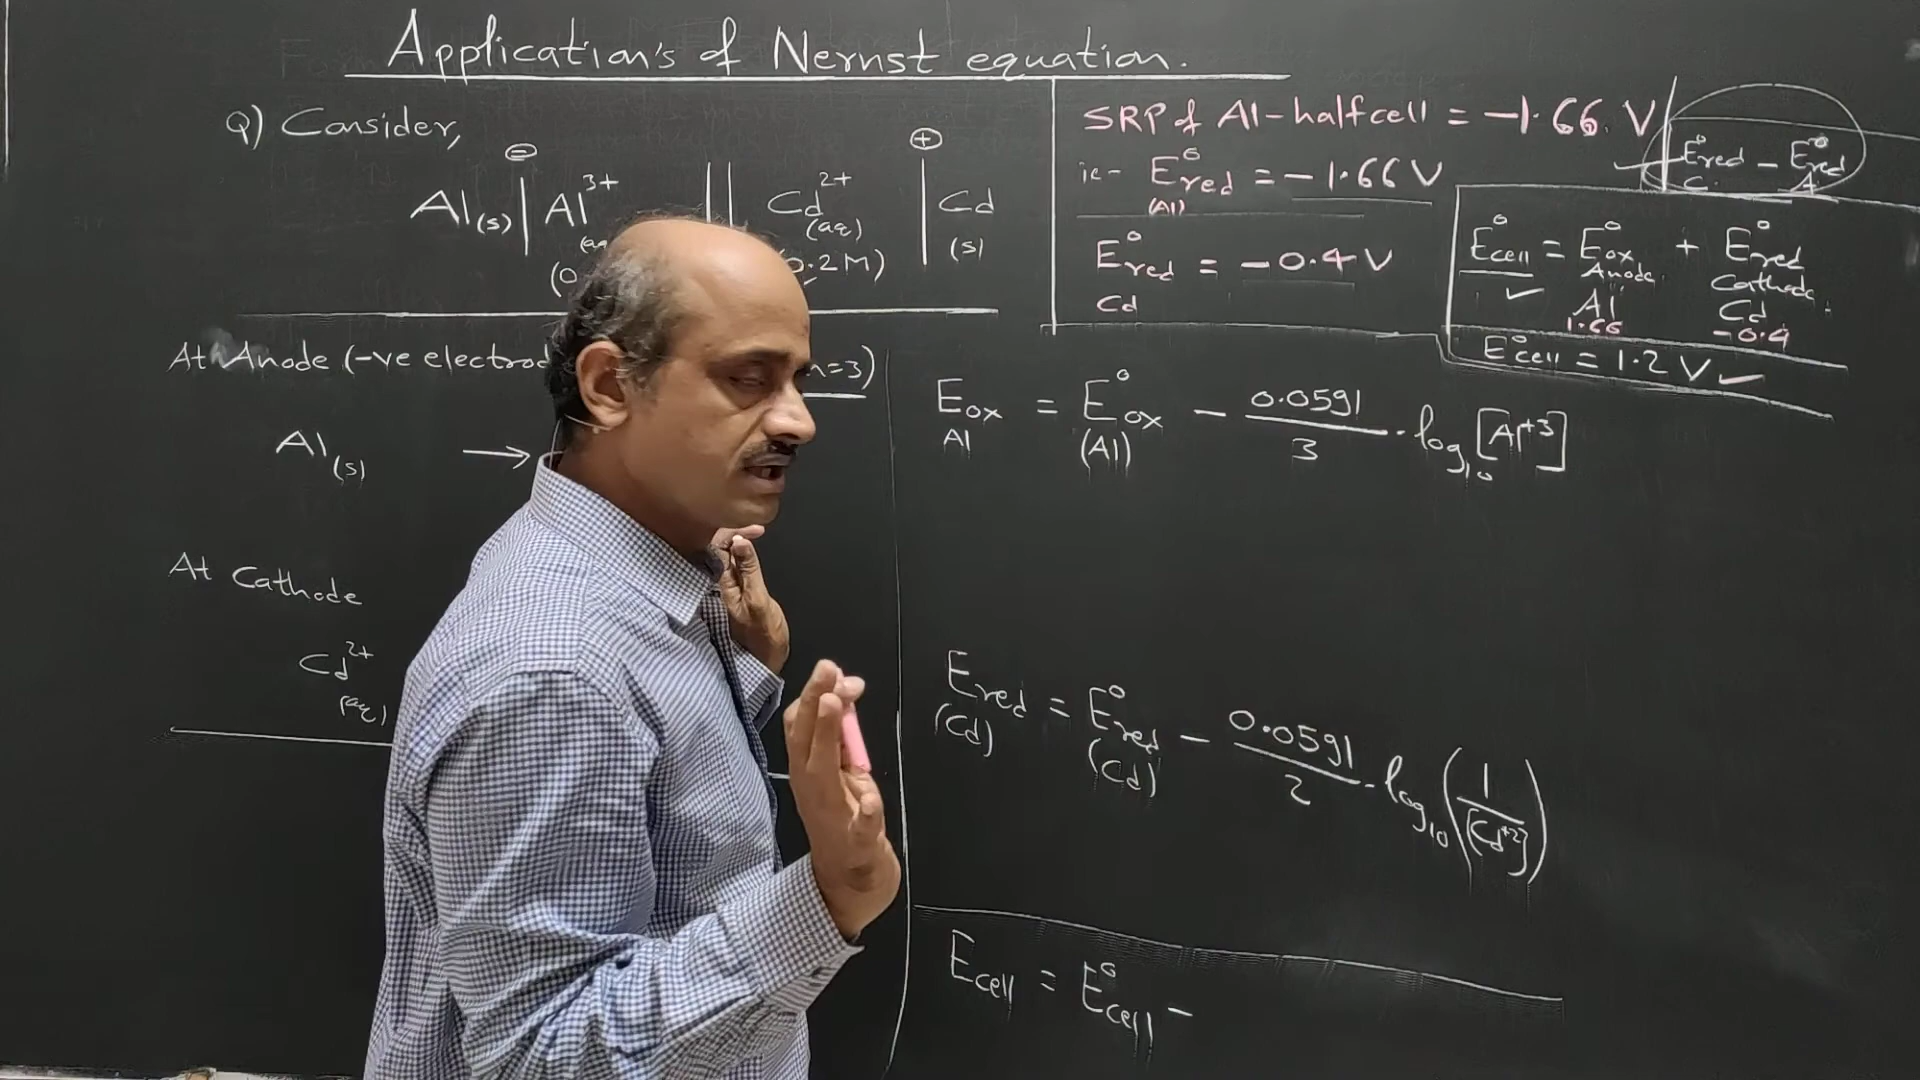 Application's of Nernst equation.
Q) Consider,
⊖ ⊕
Al(s) | Al3+ || Cd2+(aq) | Cd(s)
(0 0.2M)
SRP of Al-halfcell = -1.66 V
ie- E°red(Al) = -1.66 V
E°red Cd = -0.4 V
E°red C. - E°red A
E°cell = E°ox + E°red
Anode. Cathode.
Al Cd
1.66 -0.4
E°cell = 1.2 V ✓
At Anode (-ve electrod n=3)
Al(s) →
At Cathode
Cd2+(aq)
Eox Al = E°ox (Al) - 0.0591/3 · log10 [Al+3]
Ered (Cd) = E°red (Cd) - 0.0591/2 · log10 (1/[Cd+2])
Ecell = E°cell -